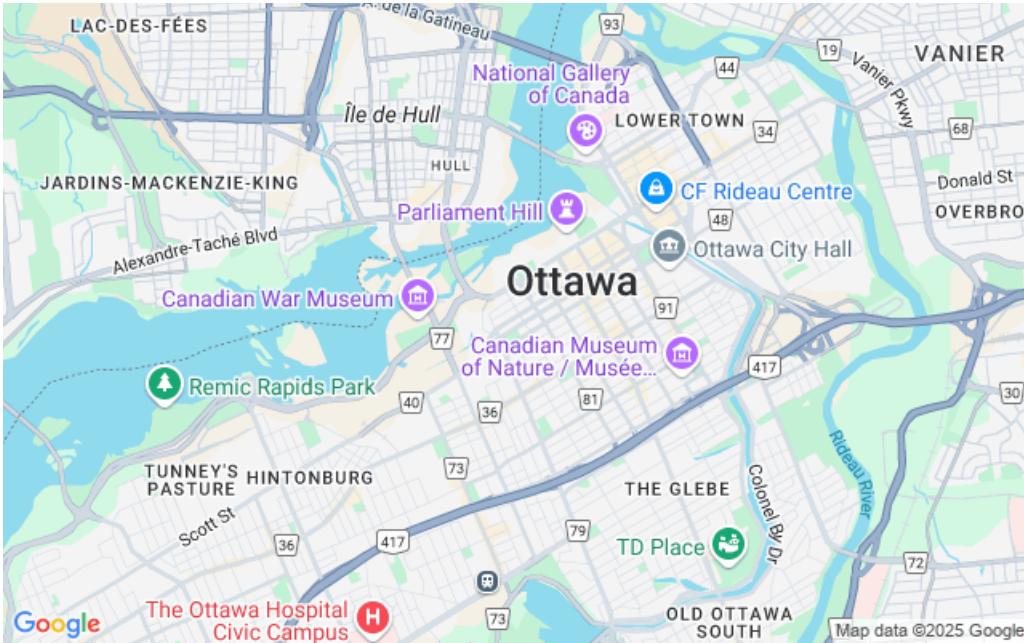 LAC-DES-FÉES
de la Gatineau
93
19
VANIER
44
Vanier Pkwy
National Gallery
of Canada
Île de Hull
LOWER TOWN
34
68
HULL
JARDINS-MACKENZIE-KING
Donald St
CF Rideau Centre
OVERBRO
Parliament Hill
48
Alexandre-Taché Blvd
Ottawa City Hall
Ottawa
Canadian War Museum
91
77
Canadian Museum
of Nature / Musée...
417
Remic Rapids Park
40
36
81
30
Rideau River
TUNNEY'S
PASTURE
HINTONBURG
73
THE GLEBE
Colonel By Dr
Scott St
36
417
79
TD Place
72
The Ottawa Hospital
Civic Campus
H
73
OLD OTTAWA
SOUTH
Google
Map data ©2025 Google